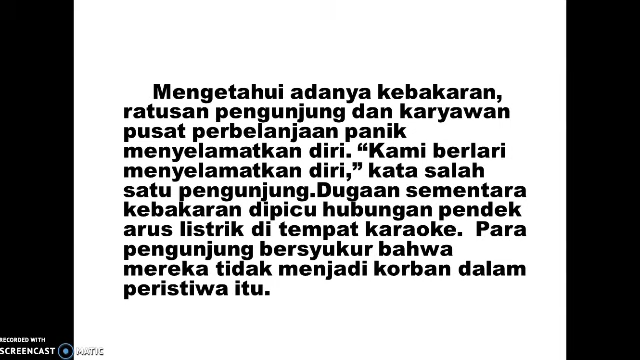 Mengetahui adanya kebakaran,
ratusan pengunjung dan karyawan
pusat perbelanjaan panik
menyelamatkan diri. “Kami berlari
menyelamatkan diri,” kata salah
satu pengunjung.Dugaan sementara
kebakaran dipicu hubungan pendek
arus listrik di tempat karaoke.  Para
pengunjung bersyukur bahwa
mereka tidak menjadi korban dalam
peristiwa itu.
RECORDED WITH
SCREENCAST MATIC